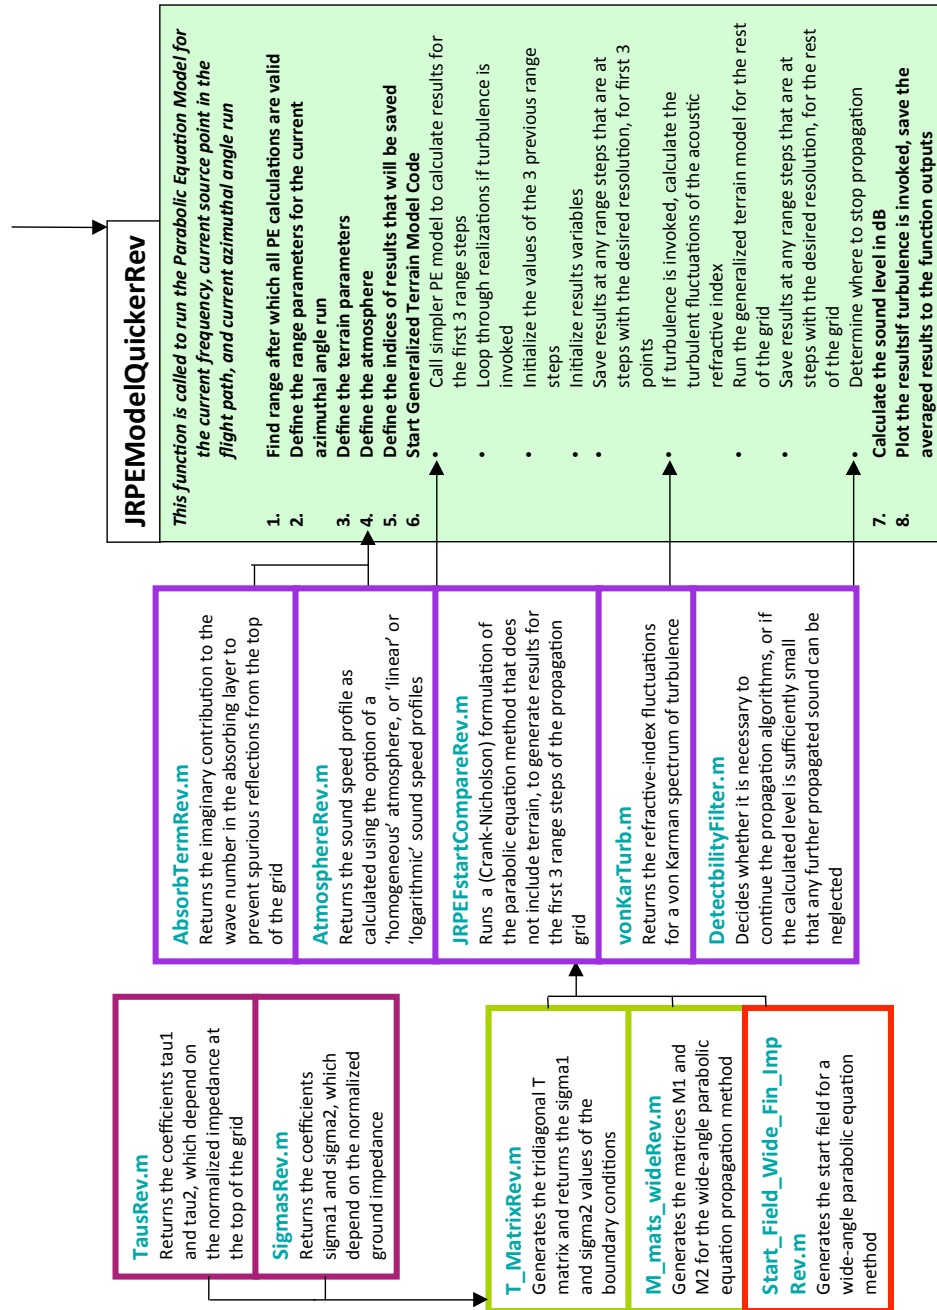 JRPEModelQuickerRev
This function is called to run the Parabolic Equation Model for
the current frequency, current source point in the
flight path, and current azimuthal angle run
1. Find range after which all PE calculations are valid
2. Define the range parameters for the current
azimuthal angle run
3. Define the terrain parameters
4. Define the atmosphere
5. Define the indices of results that will be saved
6. Start Generalized Terrain Model Code
• Call simpler PE model to calculate results for
the first 3 range steps
• Loop through realizations if turbulence is
invoked
• Initialize the values of the 3 previous range
steps
• Initialize results variables
• Save results at any range steps that are at
steps with the desired resolution, for first 3
points
• If turbulence is invoked, calculate the
turbulent fluctuations of the acoustic
refractive index
• Run the generalized terrain model for the rest
of the grid
• Save results at any range steps that are at
steps with the desired resolution, for the rest
of the grid
• Determine where to stop propagation
7. Calculate the sound level in dB
8. Plot the resultsIf turbulence is invoked, save the
averaged results to the function outputs
AbsorbTermRev.m
Returns the imaginary contribution to the
wave number in the absorbing layer to
prevent spurious reflections from the top
of the grid
AtmosphereRev.m
Returns the sound speed profile as
calculated using the option of a
‘homogeneous’ atmosphere, or ‘linear’ or
‘logarithmic’ sound speed profiles
JRPEFstartCompareRev.m
Runs a (Crank-Nicholson) formulation of
the parabolic equation method that does
not include terrain, to generate results for
the first 3 range steps of the propagation
grid
vonKarTurb.m
Returns the refractive-index fluctuations
for a von Karman spectrum of turbulence
DetectbilityFilter.m
Decides whether it is necessary to
continue the propagation algorithms, or if
the calculated level is sufficiently small
that any further propagated sound can be
neglected
TausRev.m
Returns the coefficients tau1
and tau2, which depend on
the normalized impedance at
the top of the grid
SigmasRev.m
Returns the coefficients
sigma1 and sigma2, which
depend on the normalized
ground impedance
T_MatrixRev.m
Generates the tridiagonal T
matrix and returns the sigma1
and sigma2 values of the
boundary conditions
M_mats_wideRev.m
Generates the matrices M1 and
M2 for the wide-angle parabolic
equation propagation method
Start_Field_Wide_Fin_Imp
Rev.m
Generates the start field for a
wide-angle parabolic equation
method